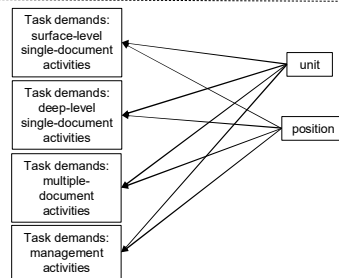 Task demands:
surface-level
single-document
activities
unit
Task demands:
deep-level
single-document
activities
position
Task demands:
multiple-
document
activities
Task demands:
management
activities